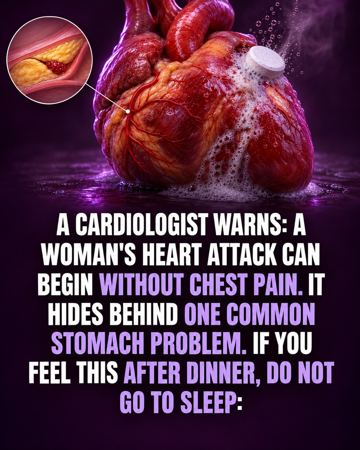 A CARDIOLOGIST WARNS: A
WOMAN'S HEART ATTACK CAN
BEGIN WITHOUT CHEST PAIN. IT
HIDES BEHIND ONE COMMON
STOMACH PROBLEM. IF YOU
FEEL THIS AFTER DINNER, DO NOT
GO TO SLEEP: